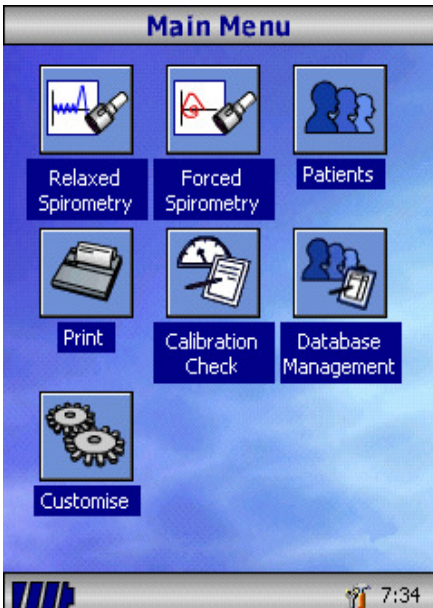 Main Menu
Relaxed
Spirometry
Forced
Spirometry
Patients
Print
Calibration
Check
Database
Management
Customise
7:34